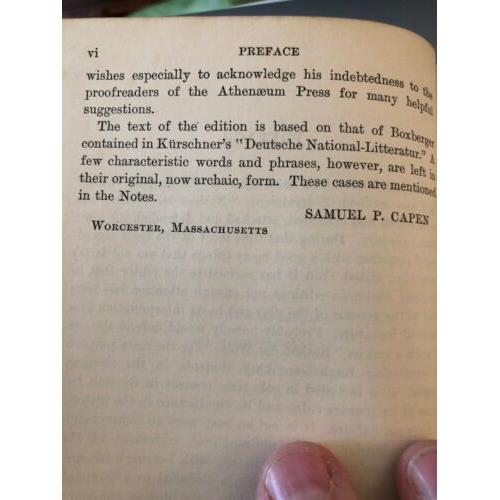 vi PREFACE
wishes especially to acknowledge his indebtedness to the
proofreaders of the Athenæum Press for many helpful
suggestions.
The text of the edition is based on that of Boxberger
contained in Kürschner's "Deutsche National-Litteratur." A
few characteristic words and phrases, however, are left in
their original, now archaic, form. These cases are mentioned
in the Notes.
SAMUEL P. CAPEN
WORCESTER, MASSACHUSETTS